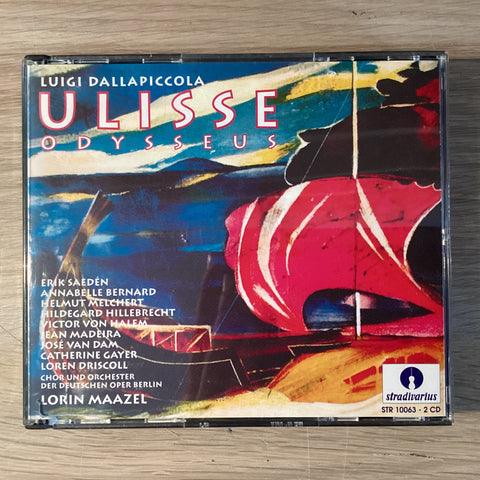 LUIGI DALLAPICCOLA
ULISSE
ODYSSEUS
ERIK SAEDÉN
ANNABELLE BERNARD
HELMUT MELCHERT
HILDEGARD HILLEBRECHT
VICTOR VON HALEM
JEAN MADEIRA
JOSÉ VAN DAM
CATHERINE GAYER
LOREN DRISCOLL
CHOR UND ORCHESTER
DER DEUTSCHEN OPER BERLIN
LORIN MAAZEL
stradivarius
STR 10063 - 2 CD